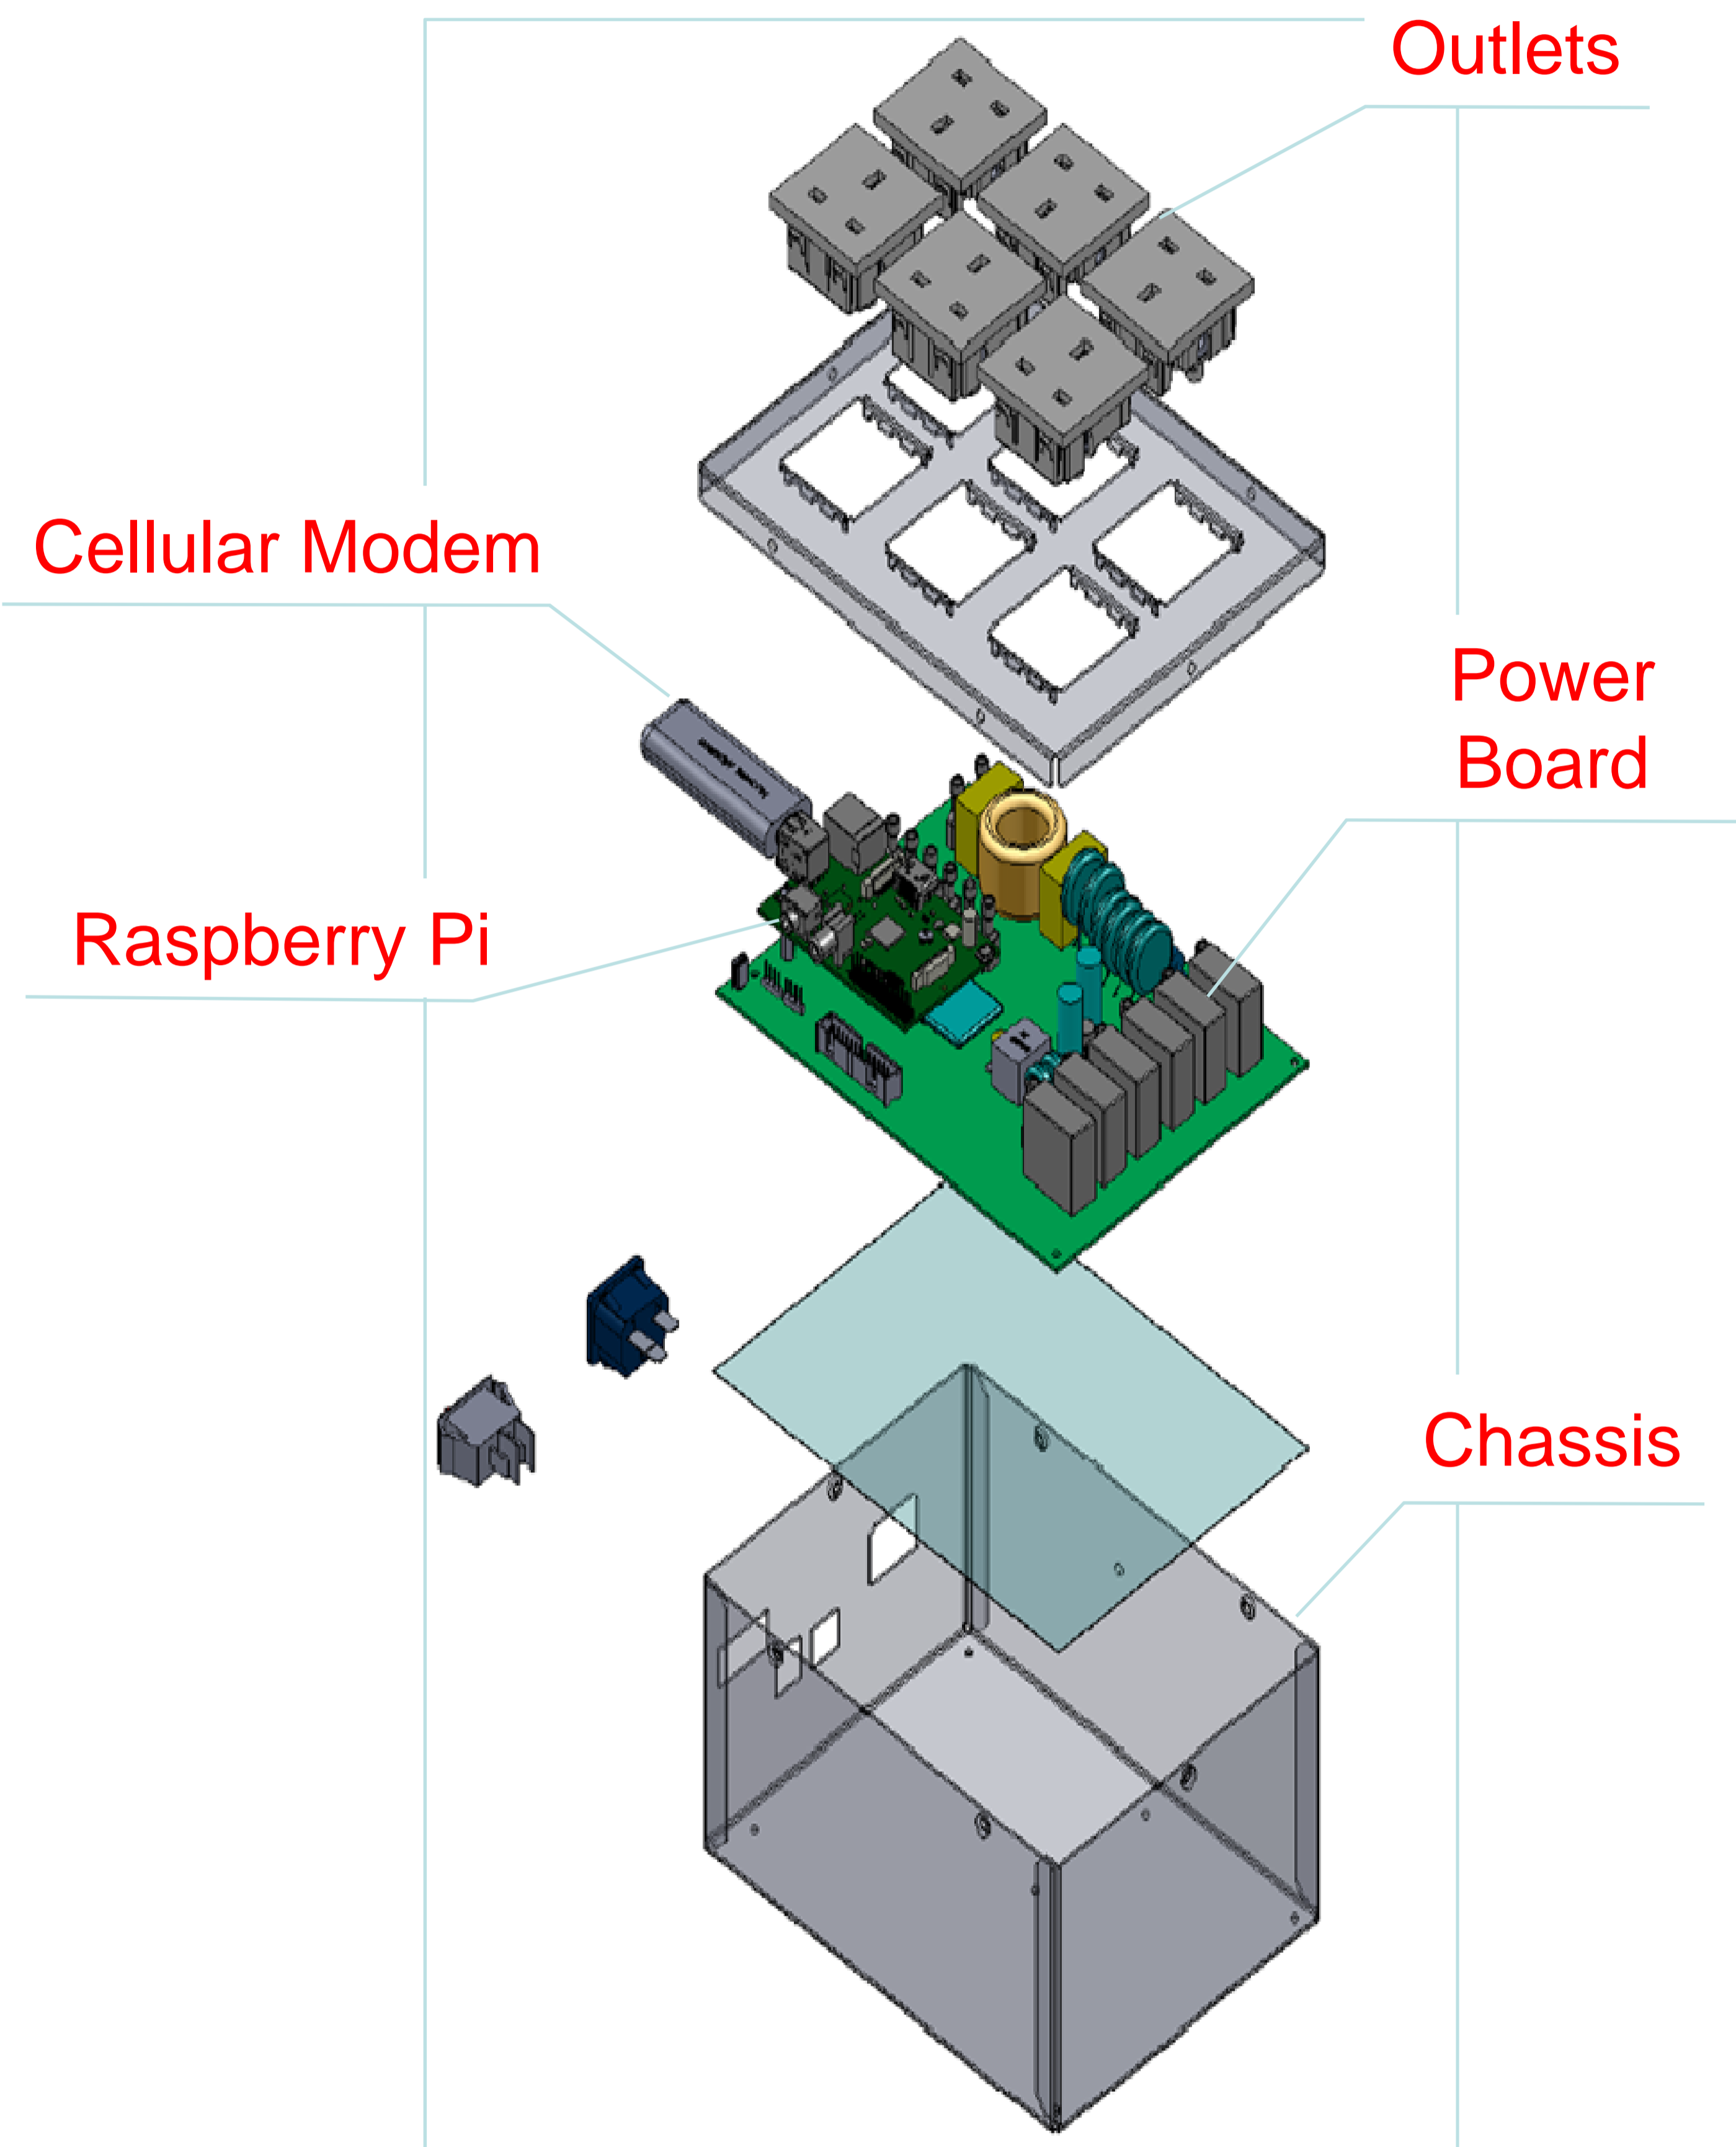 Outlets
Cellular Modem
Power
Board
Raspberry Pi
Chassis